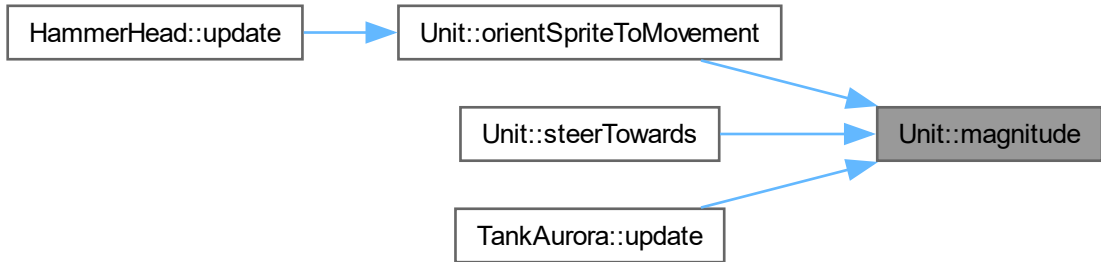 HammerHead::update
Unit::orientSpriteToMovement
Unit::steerTowards
Unit::magnitude
TankAurora::update